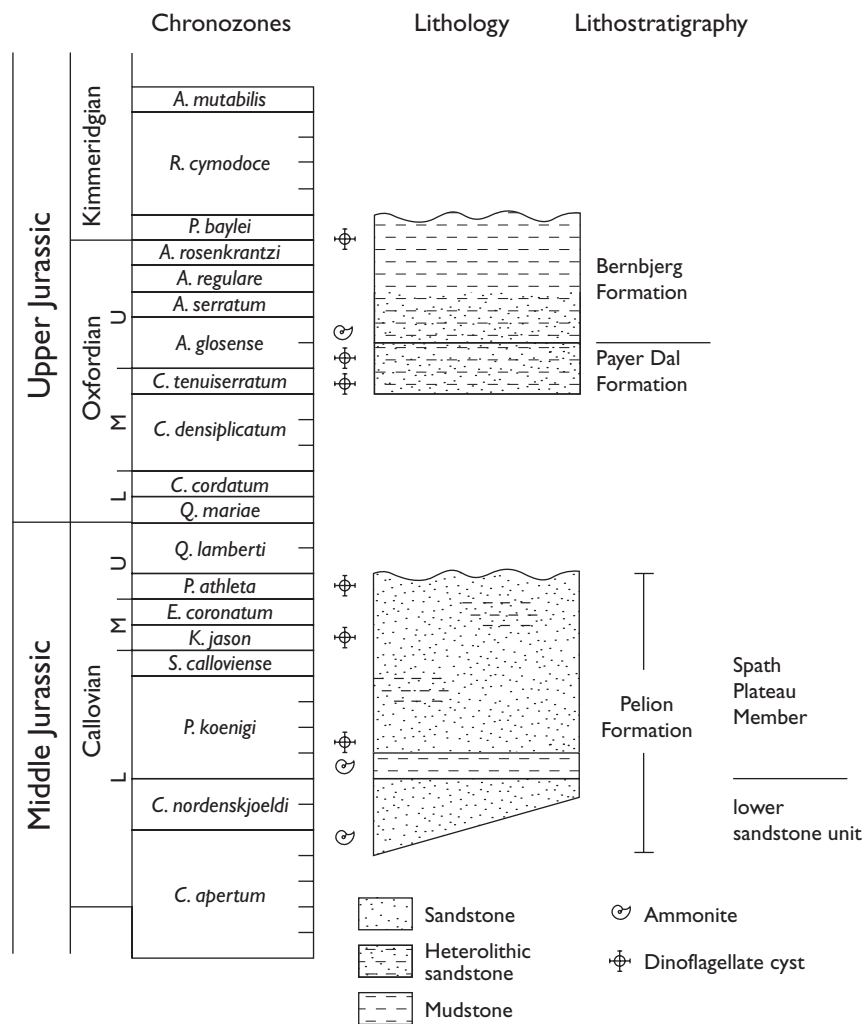 Chronozones
Lithology
Lithostratigraphy
Upper Jurassic
Middle Jurassic
Kimmeridgian
Oxfordian
Callovian
U
M
L
U
M
L
A. mutabilis
R. cymodoce
P. baylei
A. rosenkrantzi
A. regulare
A. serratum
A. glosense
C. tenuiserratum
C. densiplicatum
C. cordatum
Q. mariae
Q. lamberti
P. athleta
E. coronatum
K. jason
S. calloviense
P. koenigi
C. nordenskjoeldi
C. apertum
Bernbjerg
Formation
Payer Dal
Formation
Pelion
Formation
Spath
Plateau
Member
lower
sandstone unit
Sandstone
Heterolithic
sandstone
Mudstone
Ammonite
Dinoflagellate cyst